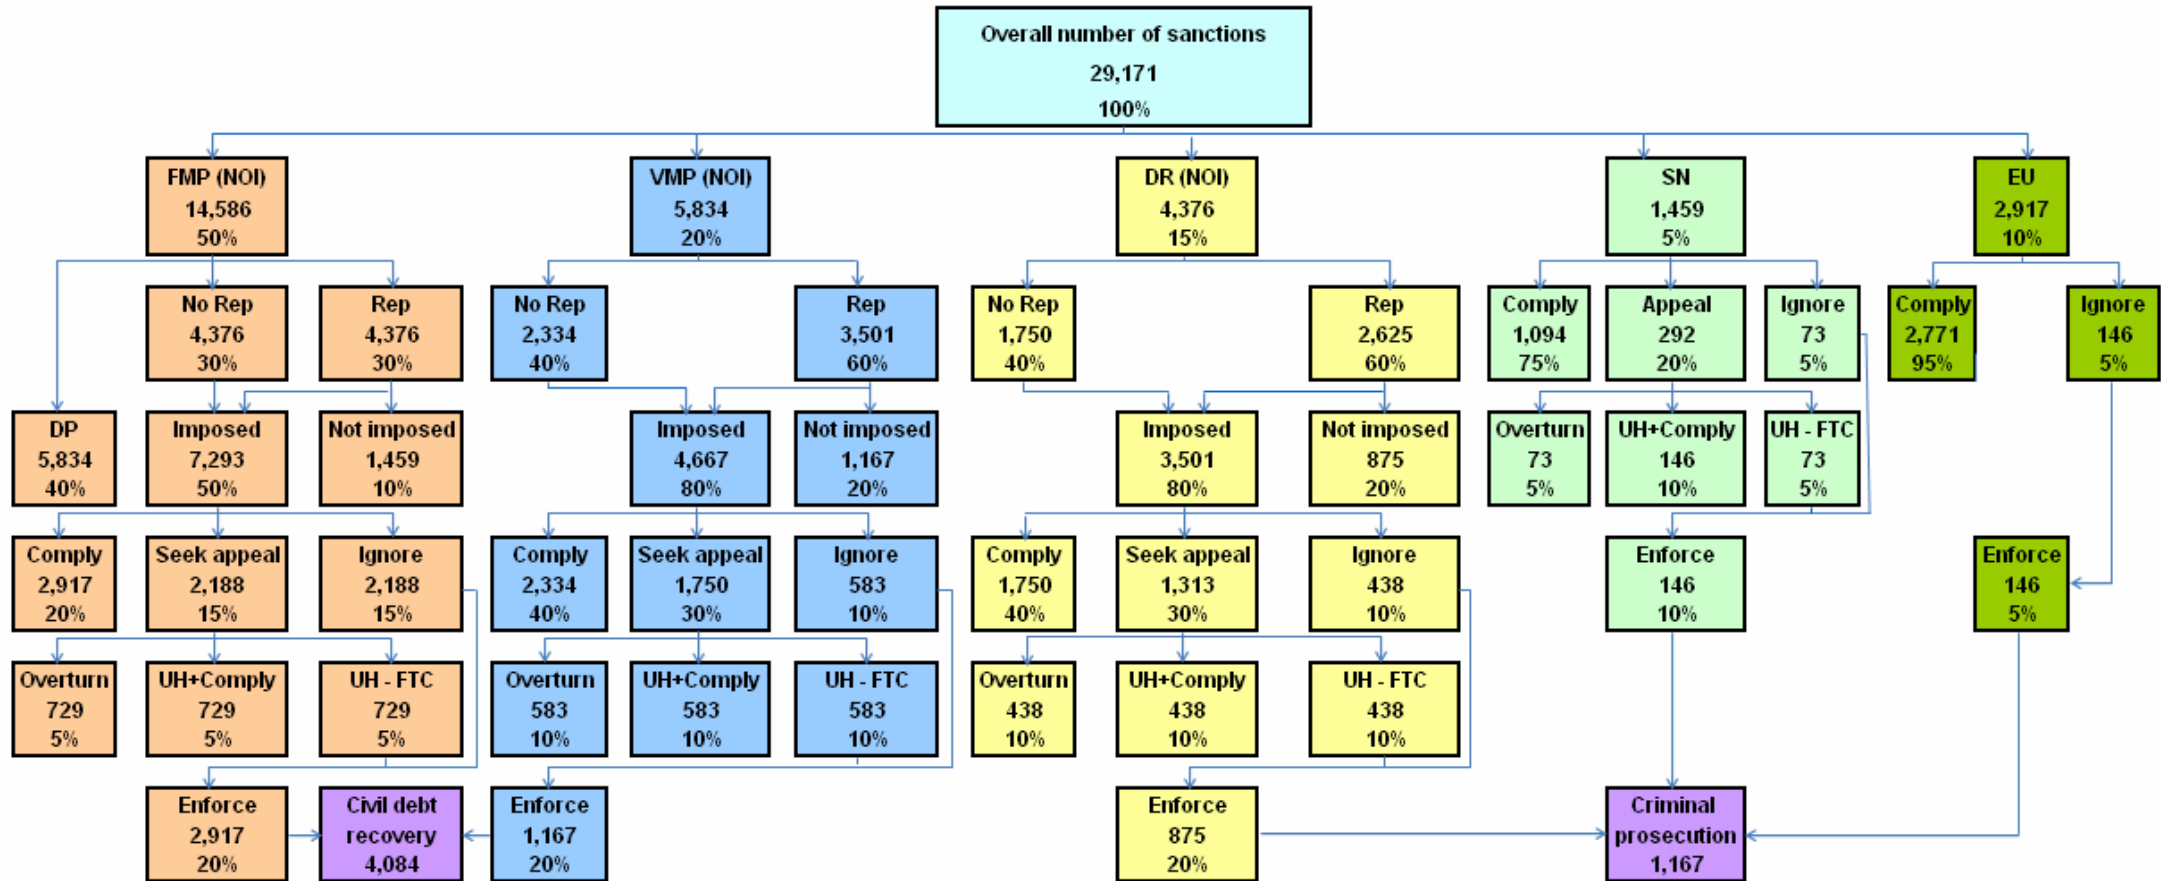 Overall number of sanctions
29,171
100%
FMP (NOI)
14,586
50%
VMP (NOI)
5,834
20%
DR (NOI)
4,376
15%
SN
1,459
5%
EU
2,917
10%
No Rep
4,376
30%
Rep
4,376
30%
No Rep
2,334
40%
Rep
3,501
60%
No Rep
1,750
40%
Rep
2,625
60%
Comply
1,094
75%
Appeal
292
20%
Ignore
73
5%
Comply
2,771
95%
Ignore
146
5%
DP
5,834
40%
Imposed
7,293
50%
Not imposed
1,459
10%
Imposed
4,667
80%
Not imposed
1,167
20%
Imposed
3,501
80%
Not imposed
875
20%
Overturn
73
5%
UH+Comply
146
10%
UH - FTC
73
5%
Comply
2,917
20%
Seek appeal
2,188
15%
Ignore
2,188
15%
Comply
2,334
40%
Seek appeal
1,750
30%
Ignore
583
10%
Comply
1,750
40%
Seek appeal
1,313
30%
Ignore
438
10%
Enforce
146
10%
Enforce
146
5%
Overturn
729
5%
UH+Comply
729
5%
UH - FTC
729
5%
Overturn
583
10%
UH+Comply
583
10%
UH - FTC
583
10%
Overturn
438
10%
UH+Comply
438
10%
UH - FTC
438
10%
Enforce
2,917
20%
Civil debt
recovery
4,084
Enforce
1,167
20%
Enforce
875
20%
Criminal
prosecution
1,167